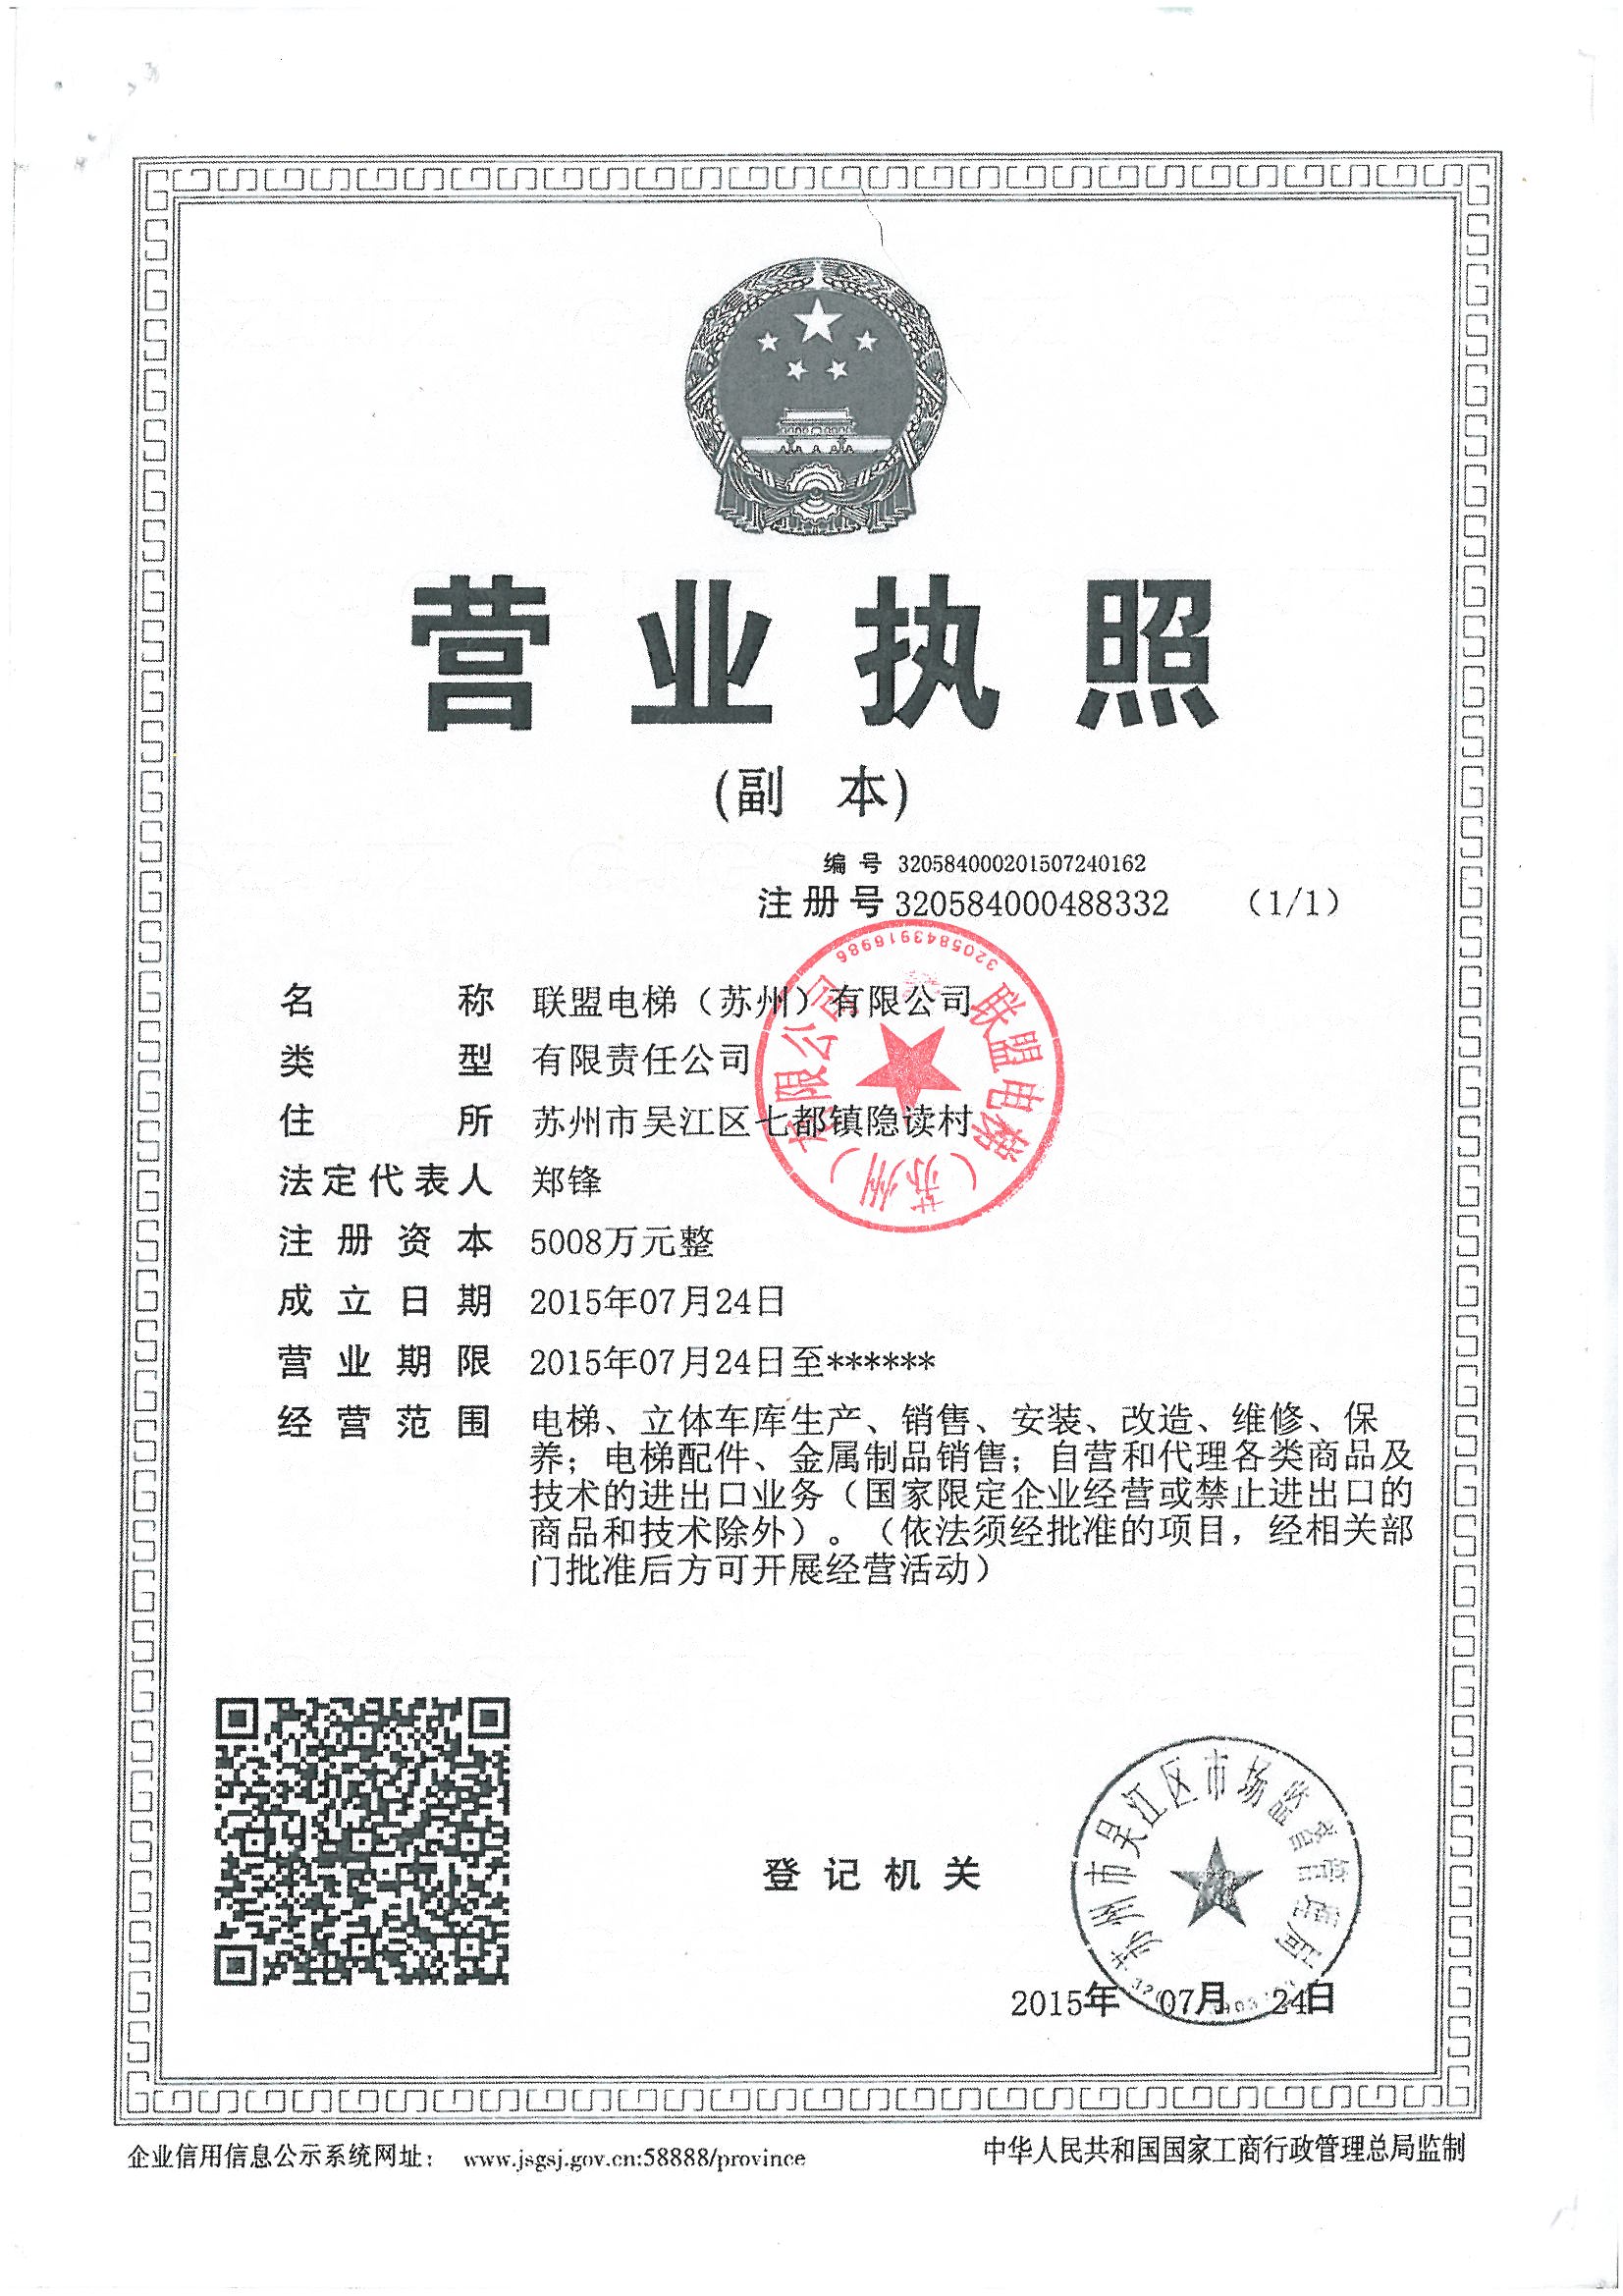 营业执照
(副 本)
编号 320584000201507240162
注册号 320584000488332 （1/1）
名称 联盟电梯（苏州）有限公司
类型 有限责任公司
住所 苏州市吴江区七都镇隐读村
法定代表人 郑锋
注册资本 5008万元整
成立日期 2015年07月24日
营业期限 2015年07月24日至******
经营范围 电梯、立体车库生产、销售、安装、改造、维修、保
养；电梯配件、金属制品销售；自营和代理各类商品及
技术的进出口业务（国家限定企业经营或禁止进出口的
商品和技术除外）。（依法须经批准的项目，经相关部
门批准后方可开展经营活动）
联盟电梯（苏州）有限公司
3205843916986
登记机关
苏州市吴江区市场监督管理局
2015年 07月 24日
企业信用信息公示系统网址： www.jsgsj.gov.cn:58888/province
中华人民共和国国家工商行政管理总局监制